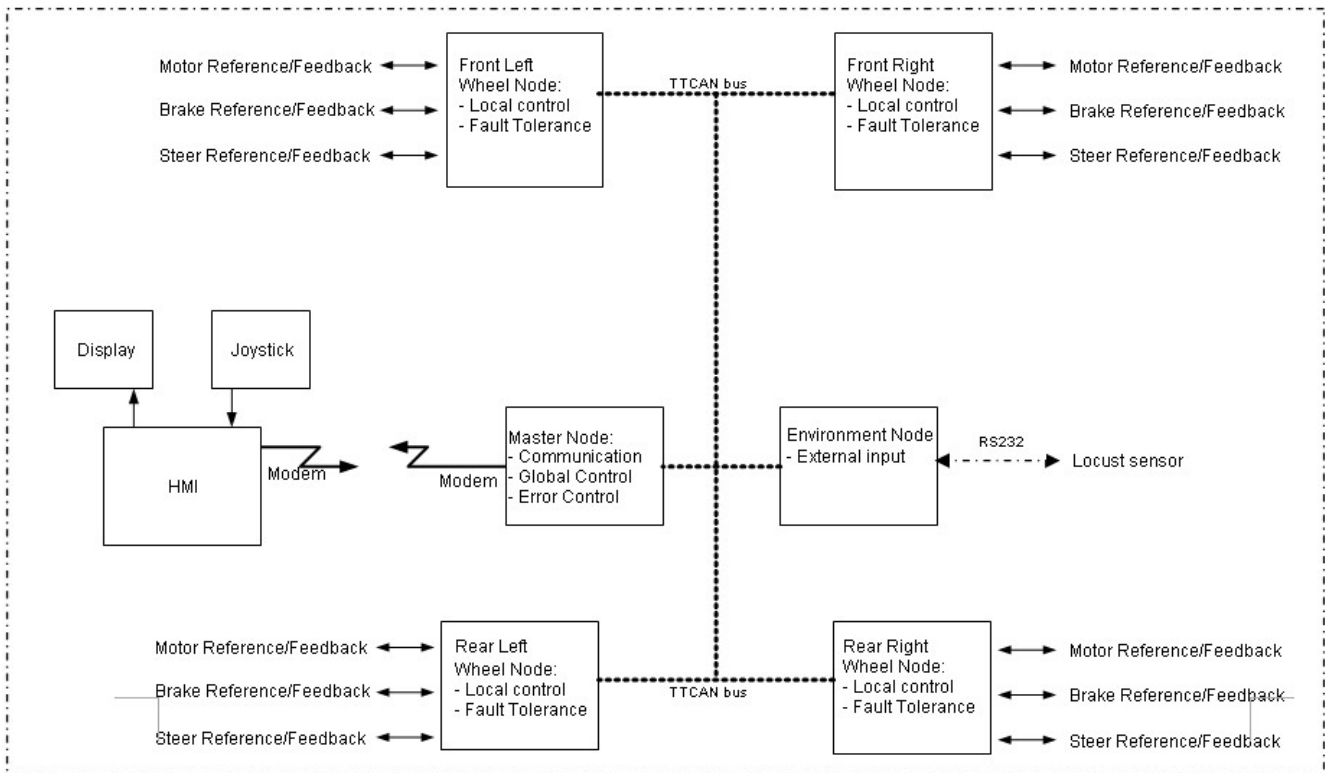 Motor Reference/Feedback
Brake Reference/Feedback
Steer Reference/Feedback
Front Left
Wheel Node:
- Local control
- Fault Tolerance
TTCAN bus
Front Right
Wheel Node:
- Local control
- Fault Tolerance
Motor Reference/Feedback
Brake Reference/Feedback
Steer Reference/Feedback
Display
Joystick
HMI
Modem
Modem
Master Node:
- Communication
- Global Control
- Error Control
Environment Node
- External input
RS232
Locust sensor
Motor Reference/Feedback
Brake Reference/Feedback
Steer Reference/Feedback
Rear Left
Wheel Node:
- Local control
- Fault Tolerance
TTCAN bus
Rear Right
Wheel Node:
- Local control
- Fault Tolerance
Motor Reference/Feedback
Brake Reference/Feedback
Steer Reference/Feedback